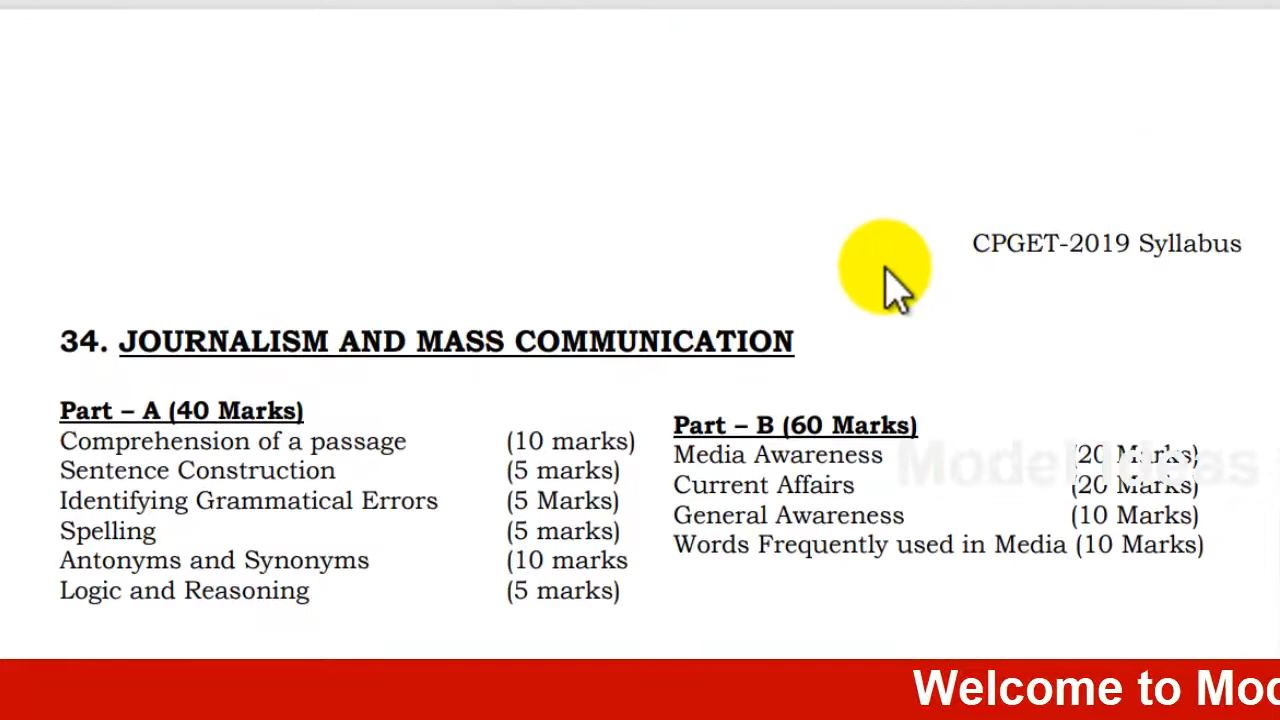 CPGET-2019 Syllabus
34. JOURNALISM AND MASS COMMUNICATION
Part – A (40 Marks)
Comprehension of a passage (10 marks)
Sentence Construction (5 marks)
Identifying Grammatical Errors (5 Marks)
Spelling (5 marks)
Antonyms and Synonyms (10 marks
Logic and Reasoning (5 marks)
Part – B (60 Marks)
Media Awareness (20 Marks)
Current Affairs (20 Marks)
General Awareness (10 Marks)
Words Frequently used in Media (10 Marks)
Model Ideas
Welcome to